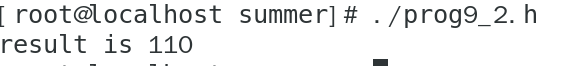 [ root@localhost summer] # ./prog9_2.h
result is 110